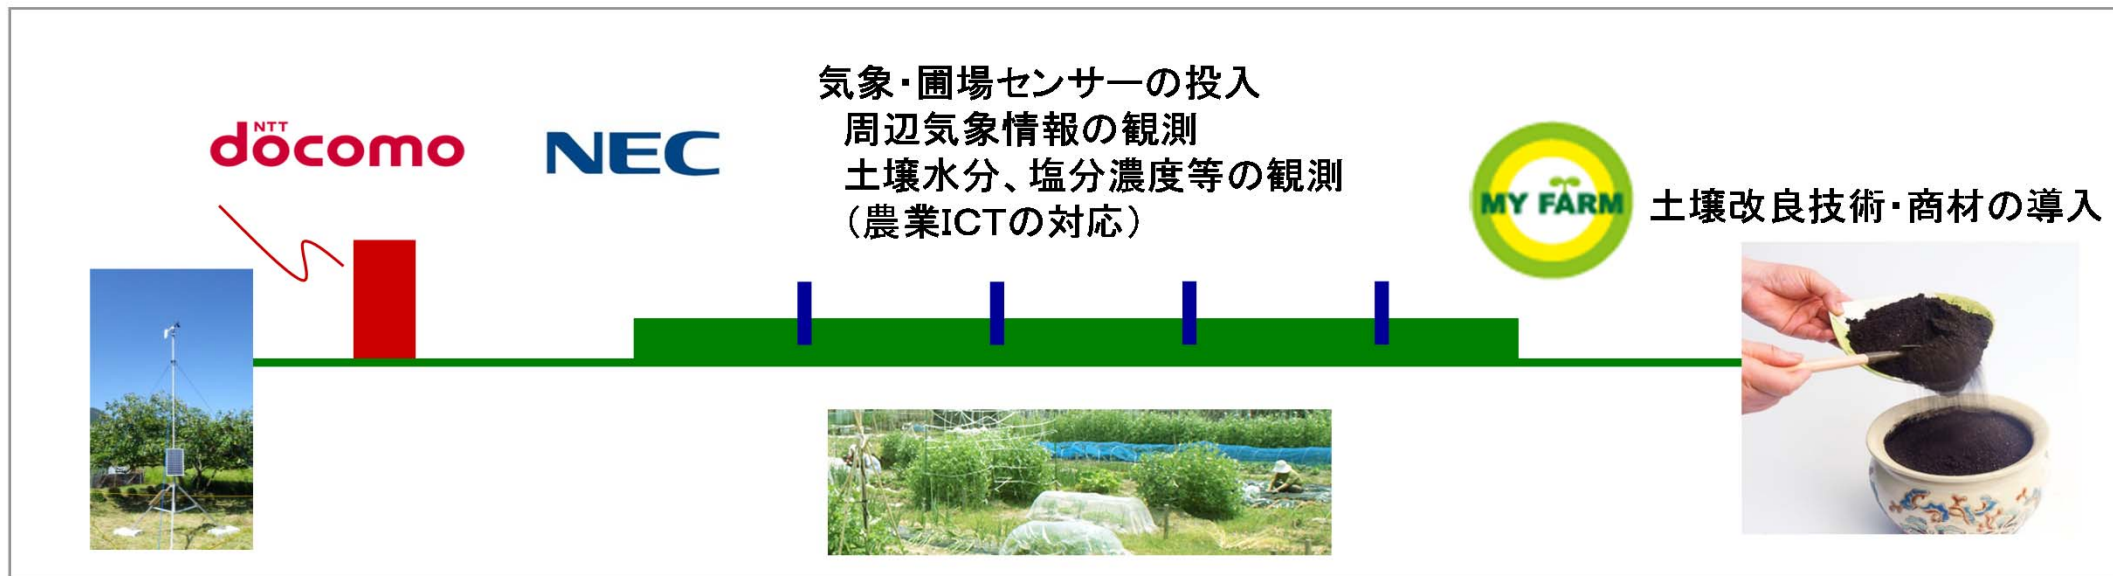 NTT
docomo
NEC
気象・圃場センサーの投入
周辺気象情報の観測
土壌水分、塩分濃度等の観測
（農業ICTの対応）
MY FARM
土壌改良技術・商材の導入